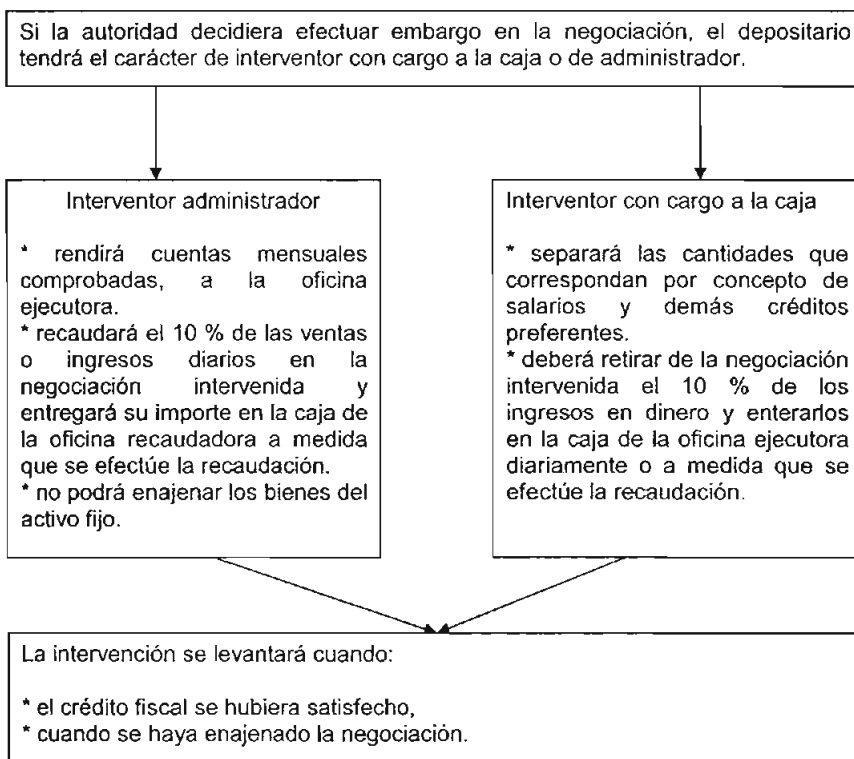 Si la autoridad decidiera efectuar embargo en la negociación, el depositario
tendrá el carácter de interventor con cargo a la caja o de administrador.
Interventor administrador
* rendirá cuentas mensuales
comprobadas, a la oficina
ejecutora.
* recaudará el 10 % de las ventas
o ingresos diarios en la
negociación intervenida y
entregará su importe en la caja de
la oficina recaudadora a medida
que se efectúe la recaudación.
* no podrá enajenar los bienes del
activo fijo.
Interventor con cargo a la caja
* separará las cantidades que
correspondan por concepto de
salarios y demás créditos
preferentes.
* deberá retirar de la negociación
intervenida el 10 % de los
ingresos en dinero y enterarlos
en la caja de la oficina ejecutora
diariamente o a medida que se
efectúe la recaudación.
La intervención se levantará cuando:
* el crédito fiscal se hubiera satisfecho,
* cuando se haya enajenado la negociación.